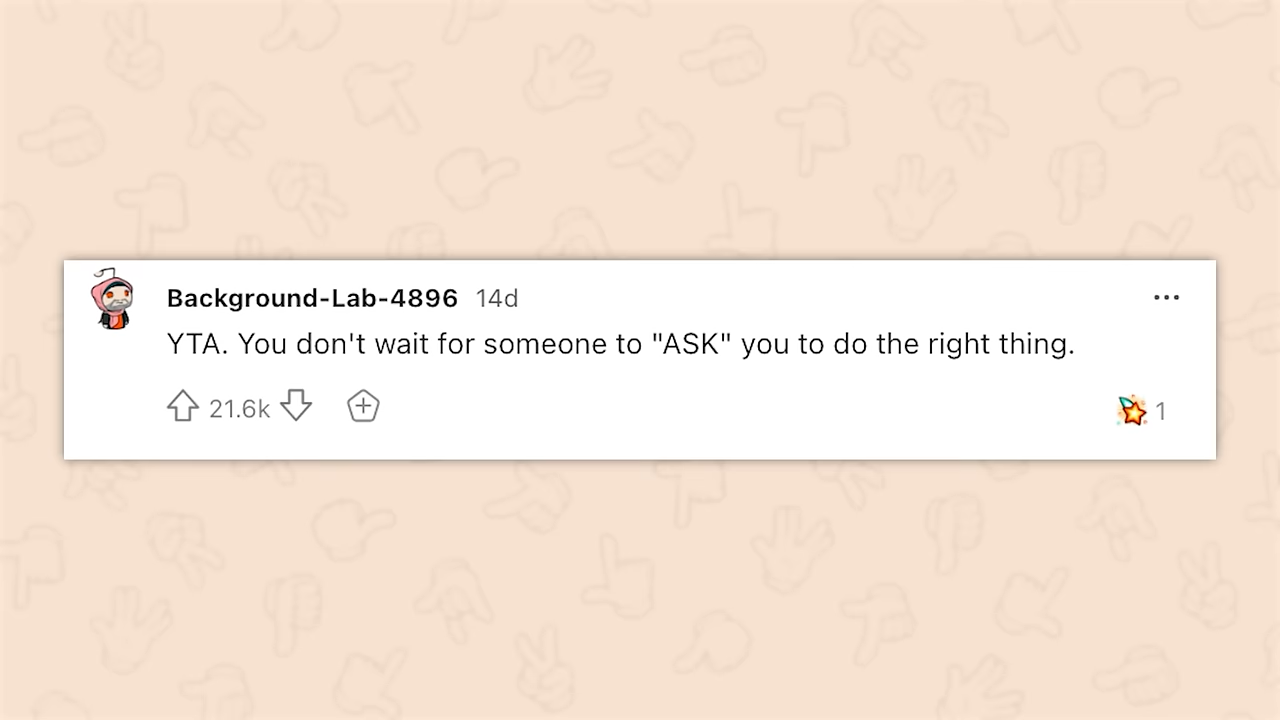 Background-Lab-4896 14d
YTA. You don't wait for someone to "ASK" you to do the right thing.
21.6k 1